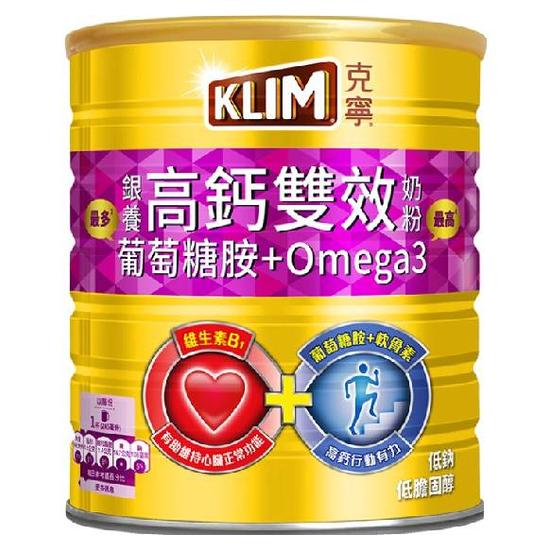 KLIM®
克寧®
最多
銀養
高鈣雙效
奶粉
最高
葡萄糖胺+Omega3
維生素B1
有助維持心臟正常功能
+
葡萄糖胺+軟骨素
高鈣行動有力
低鈉
低膽固醇